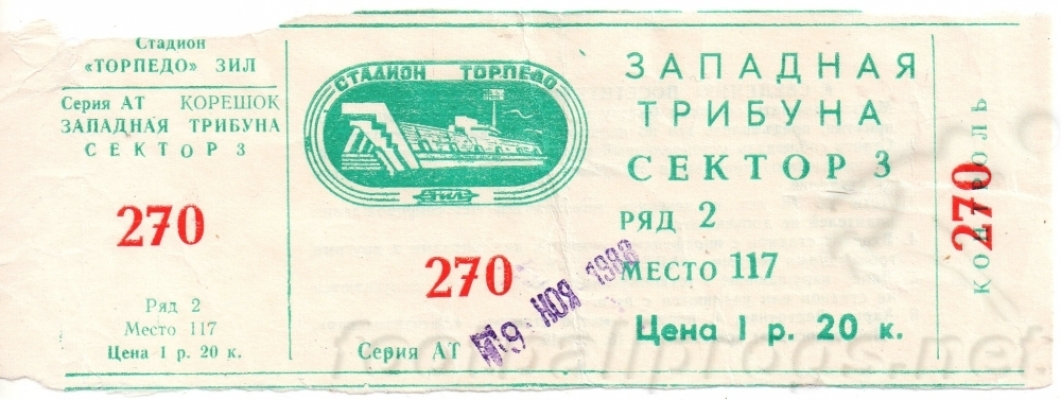 Стадион
«ТОРПЕДО» ЗИЛ
Серия АТ КОРЕШОК
ЗАПАДНАЯ ТРИБУНА
СЕКТОР 3
270
Ряд 2
Место 117
Цена 1 р. 20 к.
СТАДИОН ТОРПЕДО
ЗИЛ
270
Серия АТ
9 НОЯ 1988
ЗАПАДНАЯ
ТРИБУНА
СЕКТОР 3
РЯД 2
МЕСТО 117
Цена 1 р. 20 к.
КОНТРОЛЬ
270
footballprops.net